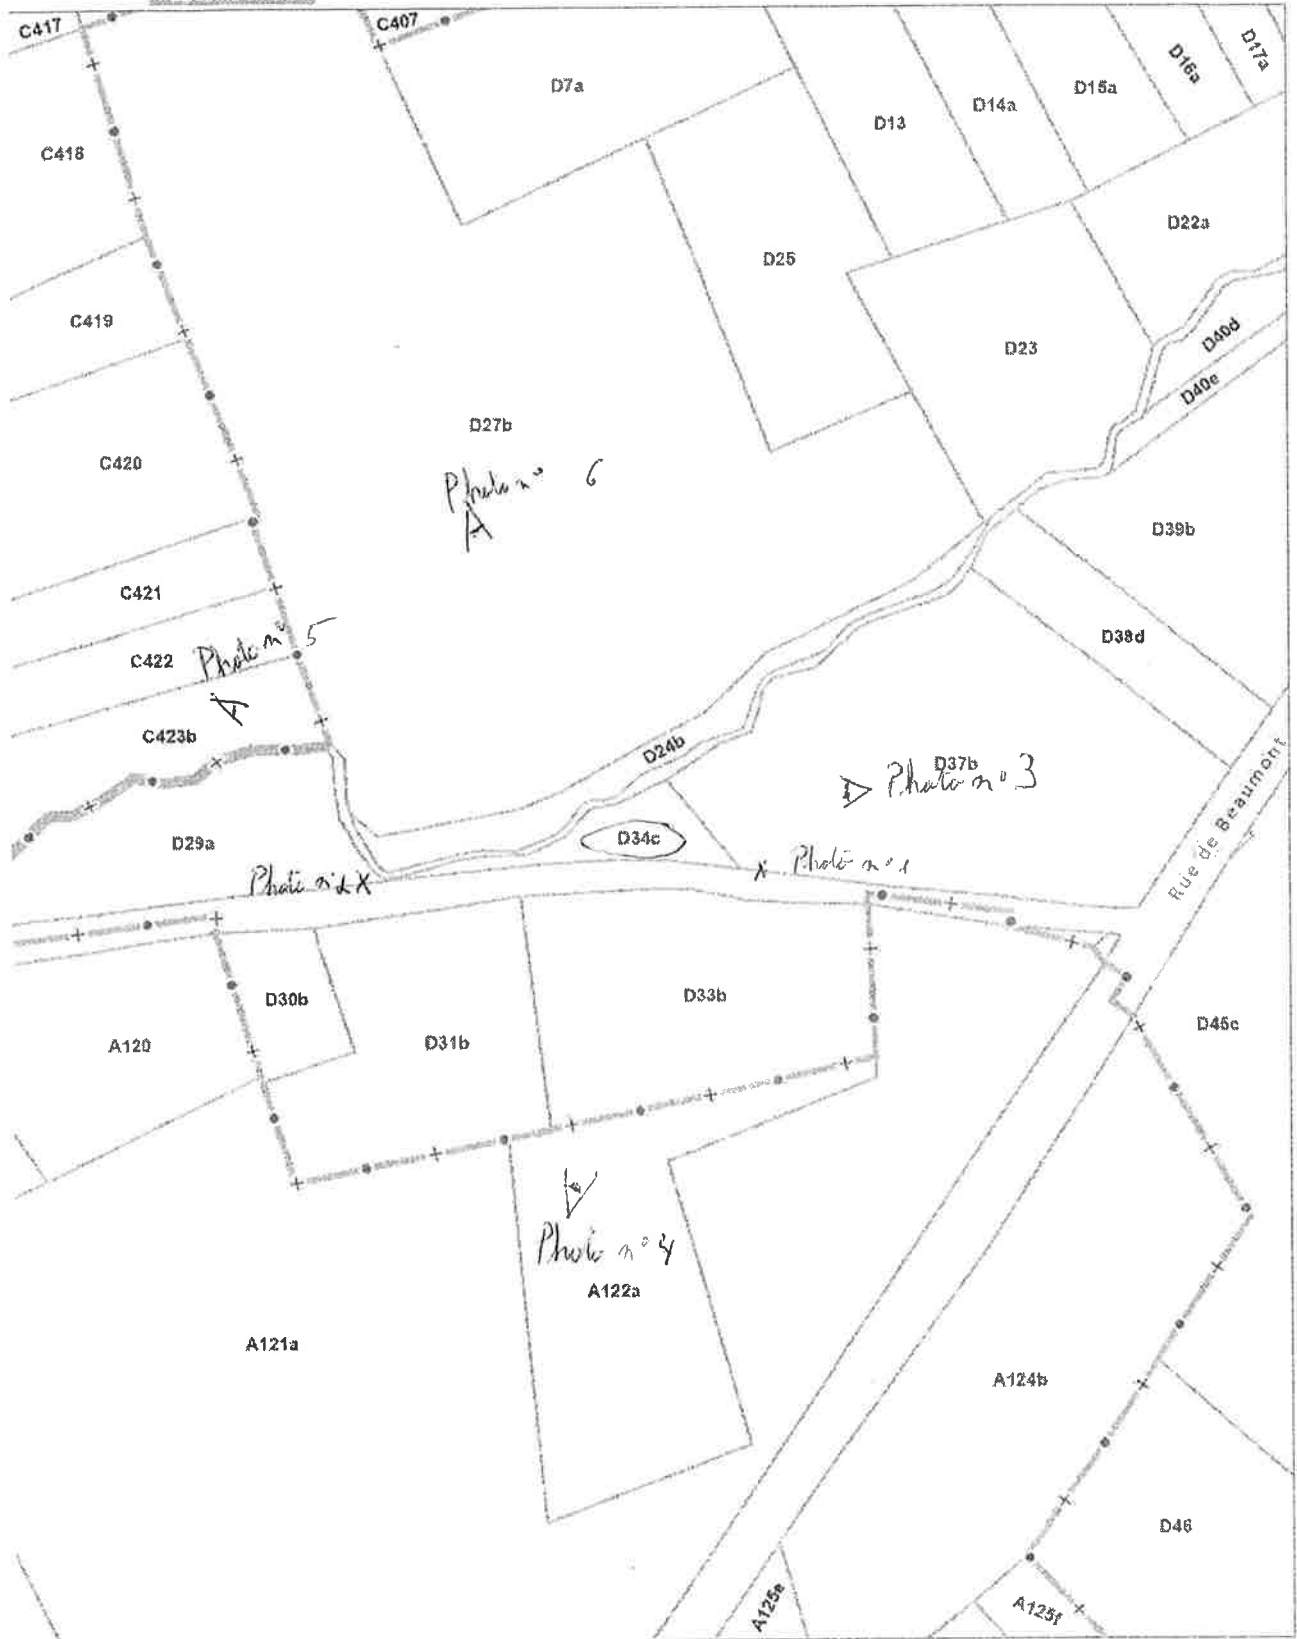 C417
C407
D7a
D13
D14a
D15a
D16a
D17a
C418
D22a
D25
C419
D23
D40d
D40e
D27b
C420
Photo n° 6
D39b
C421
D38d
C422
Photo n° 5
C423b
D24b
D37b
Photo n° 3
Rue de Beaumont
D29a
D34c
Photo n° 1
Photo n° 2
D30b
D33b
D45c
A120
D31b
Photo n° 4
A122a
A121a
A124b
D46
A125e
A125f